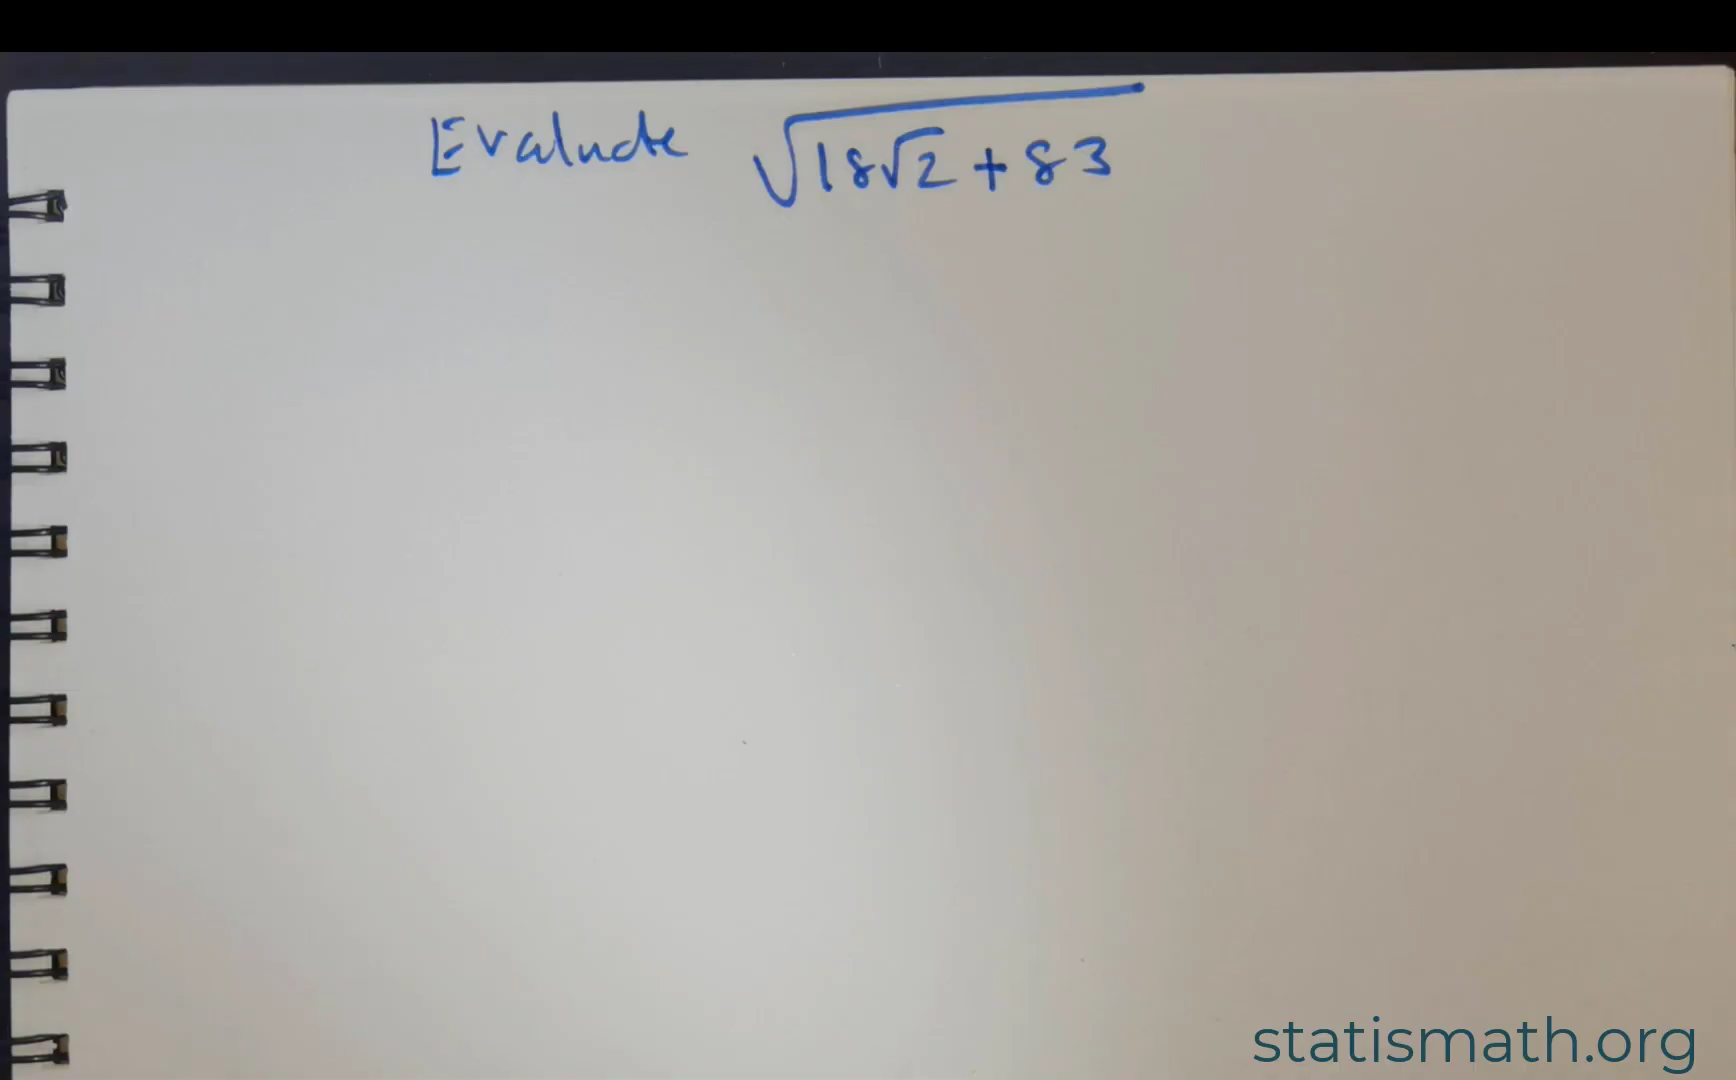 Evaluate √(18√2 + 83)
statismath.org